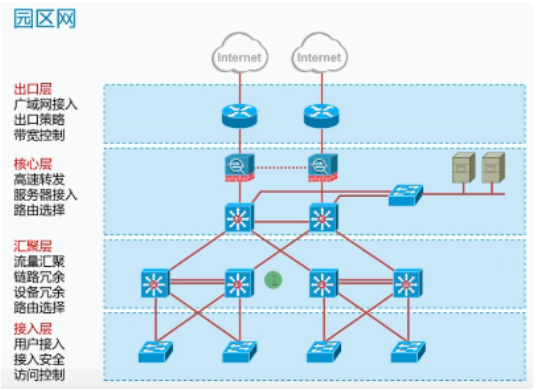 园区网
Internet
Internet
出口层
广域网接入
出口策略
带宽控制
核心层
高速转发
服务器接入
路由选择
汇聚层
流量汇聚
链路冗余
设备冗余
路由选择
接入层
用户接入
接入安全
访问控制